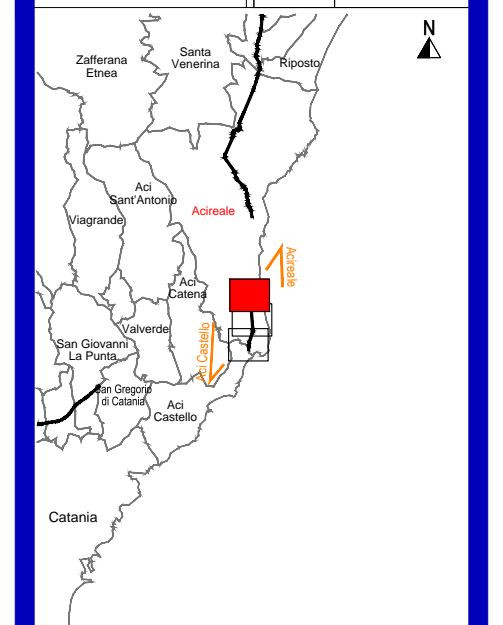 N
Santa
Venerina
Zafferana
Etnea
Riposto
Aci
Sant'Antonio
Viagrande
Acireale
Acireale
Aci
Catena
Valverde
Aci Castello
San Giovanni
La Punta
San Gregorio
di Catania
Aci
Castello
Catania